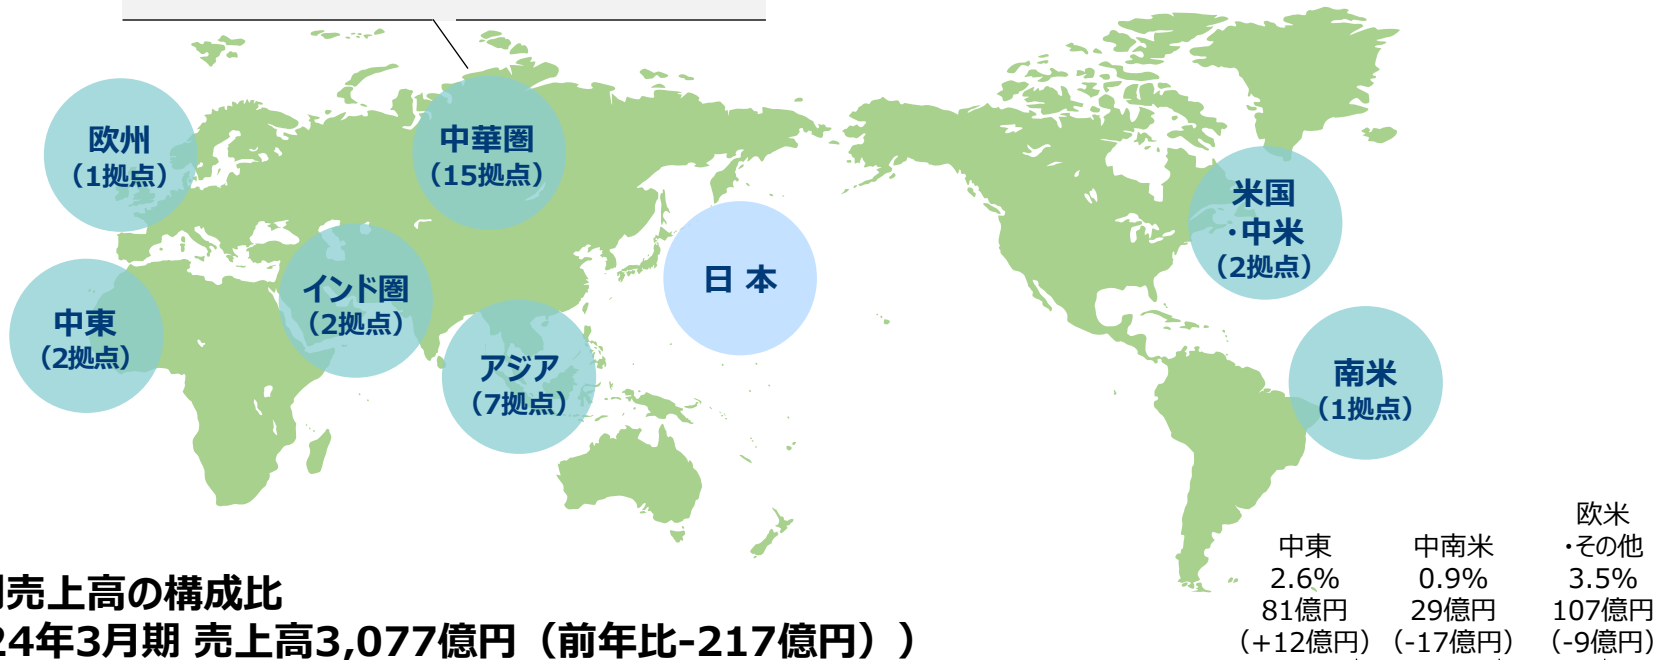 欧州
（1拠点）
中華圏
（15拠点）
米国
・中米
（2拠点）
日 本
インド圏
（2拠点）
中東
（2拠点）
アジア
（7拠点）
南米
（1拠点）
売上高の構成比
24年3月期 売上高3,077億円（前年比-217億円））
中東
2.6%
81億円
（+12億円）
中南米
0.9%
29億円
（-17億円）
欧米
・その他
3.5%
107億円
（-9億円）